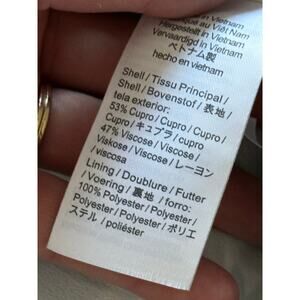 Hergestellt in Vietnam
Vervaardigd in Vietnam
ベトナム製
hecho en vietnam
Shell / Tissu Principal /
Shell / Bovenstof / 表地 /
tela exterior:
53% Cupro / Cupro / Cupro /
Cupro / キュプラ / cupro
47% Viscose / Viscose /
Viskose / Viscose / レーヨン
/ viscosa
Lining / Doublure / Futter
/ Voering / 裏地 / forro:
100% Polyester / Polyester /
Polyester / Polyester / ポリエ
ステル / poliéster